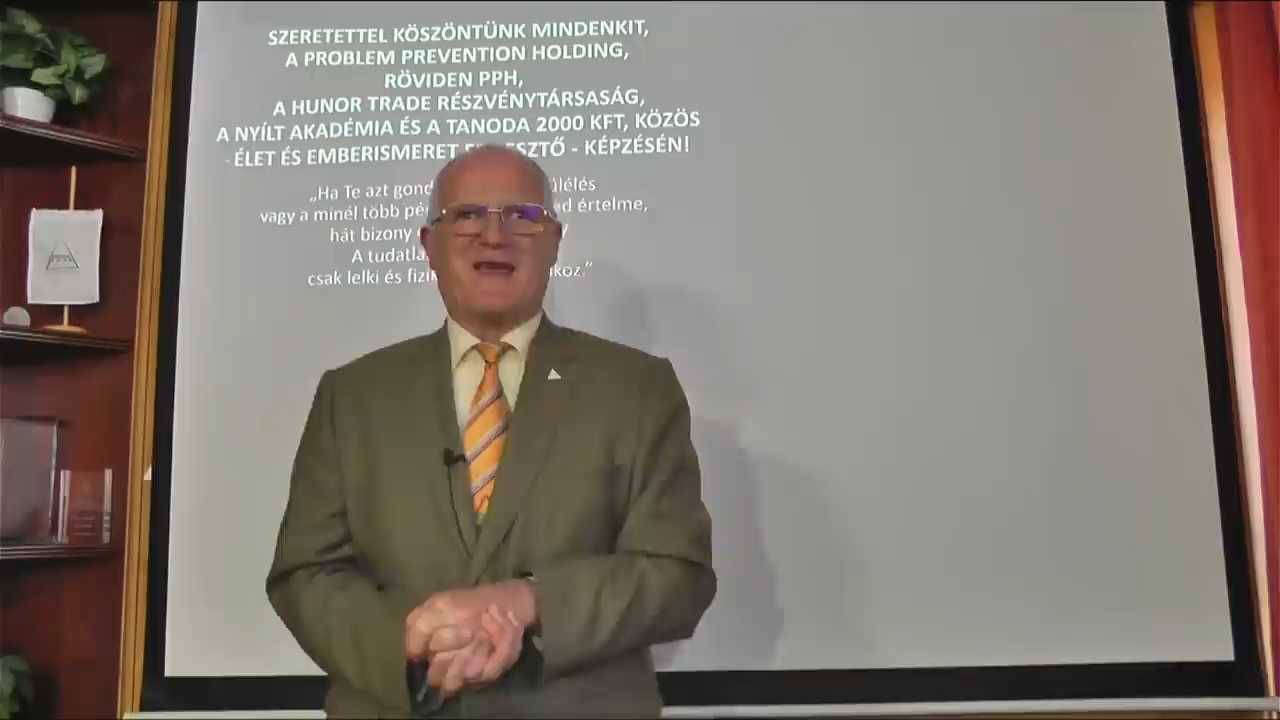 SZERETETTEL KÖSZÖNTÜNK MINDENKIT,
A PROBLEM PREVENTION HOLDING,
RÖVIDEN PPH,
A HUNOR TRADE RÉSZVÉNYTÁRSASÁG,
A NYÍLT AKADÉMIA ÉS A TANODA 2000 KFT, KÖZÖS
- ÉLET ÉS EMBERISMERET - KÉPZÉSÉN!
„Ha Te azt
vagy a minél több értelme,
hát bizony
A
csak lelki és